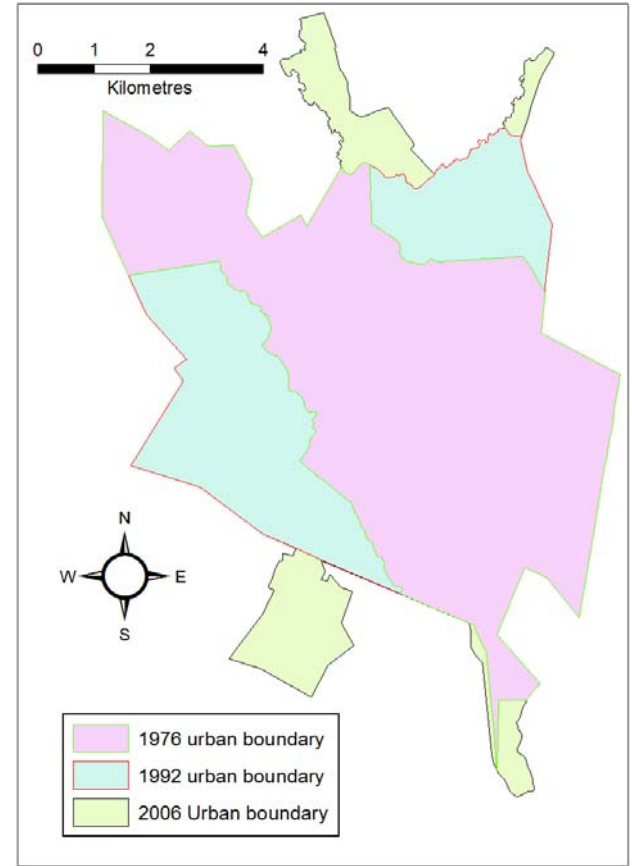 0 1 2 4
Kilometres
N
W E
S
1976 urban boundary
1992 urban boundary
2006 Urban boundary